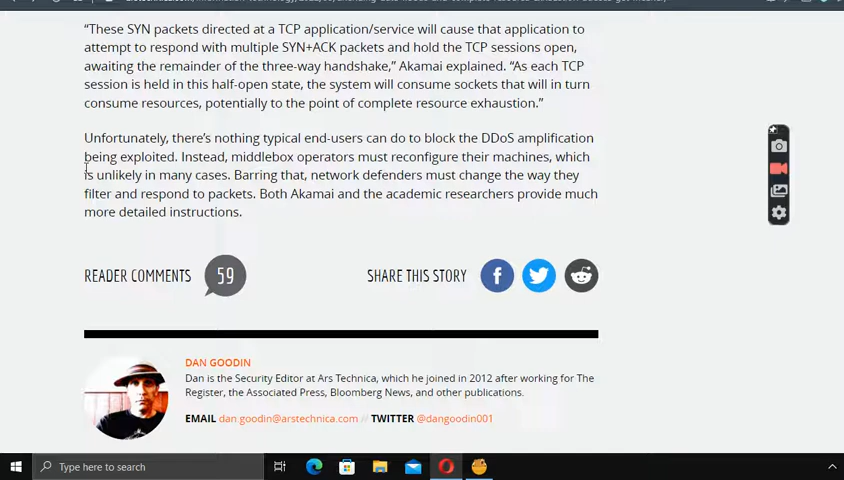 “These SYN packets directed at a TCP application/service will cause that application to
attempt to respond with multiple SYN+ACK packets and hold the TCP sessions open,
awaiting the remainder of the three-way handshake,” Akamai explained. “As each TCP
session is held in this half-open state, the system will consume sockets that will in turn
consume resources, potentially to the point of complete resource exhaustion.”
Unfortunately, there’s nothing typical end-users can do to block the DDoS amplification
being exploited. Instead, middlebox operators must reconfigure their machines, which
is unlikely in many cases. Barring that, network defenders must change the way they
filter and respond to packets. Both Akamai and the academic researchers provide much
more detailed instructions.
READER COMMENTS 59 SHARE THIS STORY
DAN GOODIN
Dan is the Security Editor at Ars Technica, which he joined in 2012 after working for The
Register, the Associated Press, Bloomberg News, and other publications.
EMAIL dan.goodin@arstechnica.com // TWITTER @dangoodin001
Type here to search